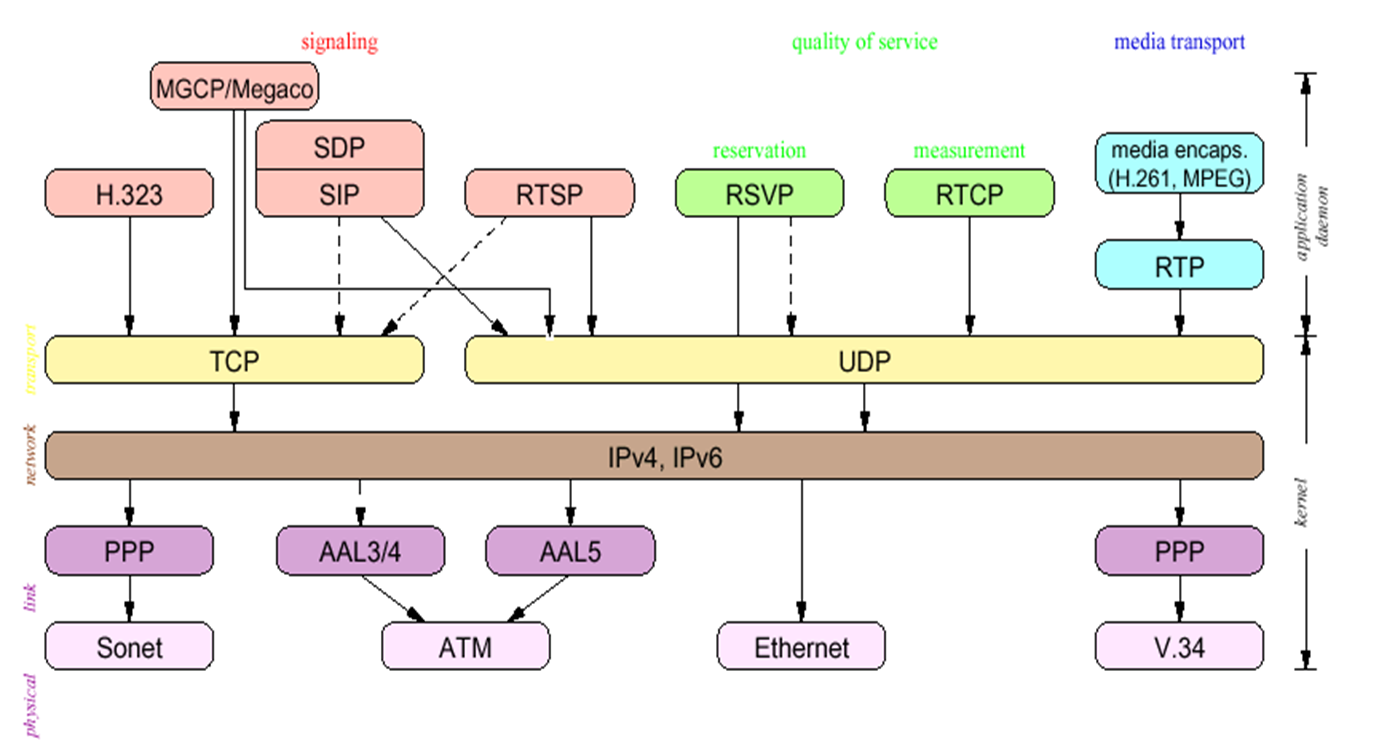 signaling
quality of service
media transport
MGCP/Megaco
SDP
reservation
measurement
media encaps.
(H.261, MPEG)
H.323
SIP
RTSP
RSVP
RTCP
application
daemon
RTP
transport
TCP
UDP
network
IPv4, IPv6
kernel
PPP
AAL3/4
AAL5
PPP
link
Sonet
ATM
Ethernet
V.34
physical